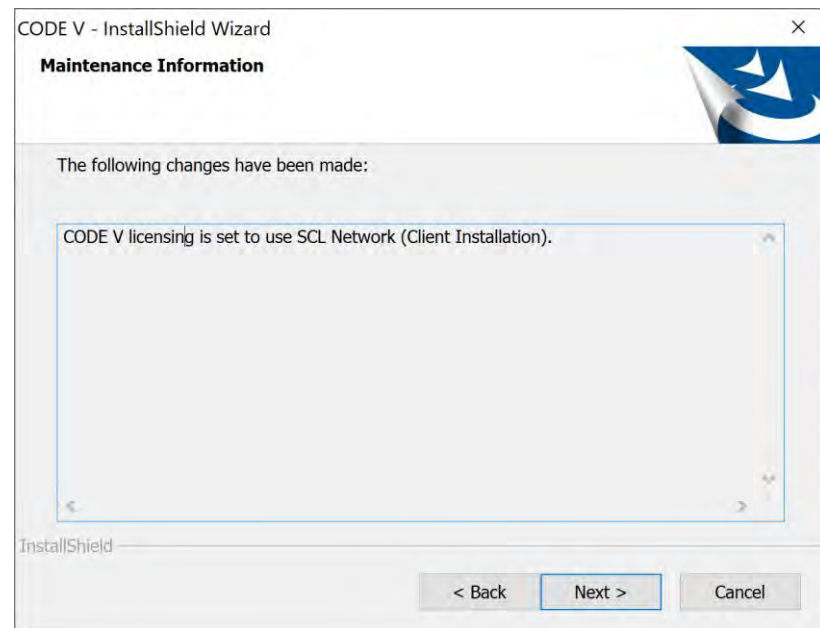 CODE V - InstallShield Wizard
Maintenance Information
The following changes have been made:
CODE V licensing is set to use SCL Network (Client Installation).
InstallShield
< Back Next > Cancel